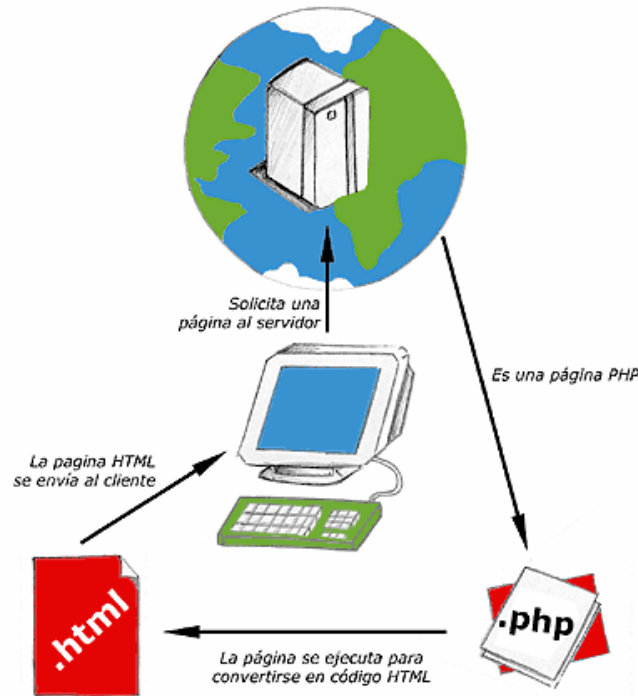 Solicita una
página al servidor
Es una página PHP
La pagina HTML
se envía al cliente
.html
.php
La página se ejecuta para
convertirse en código HTML